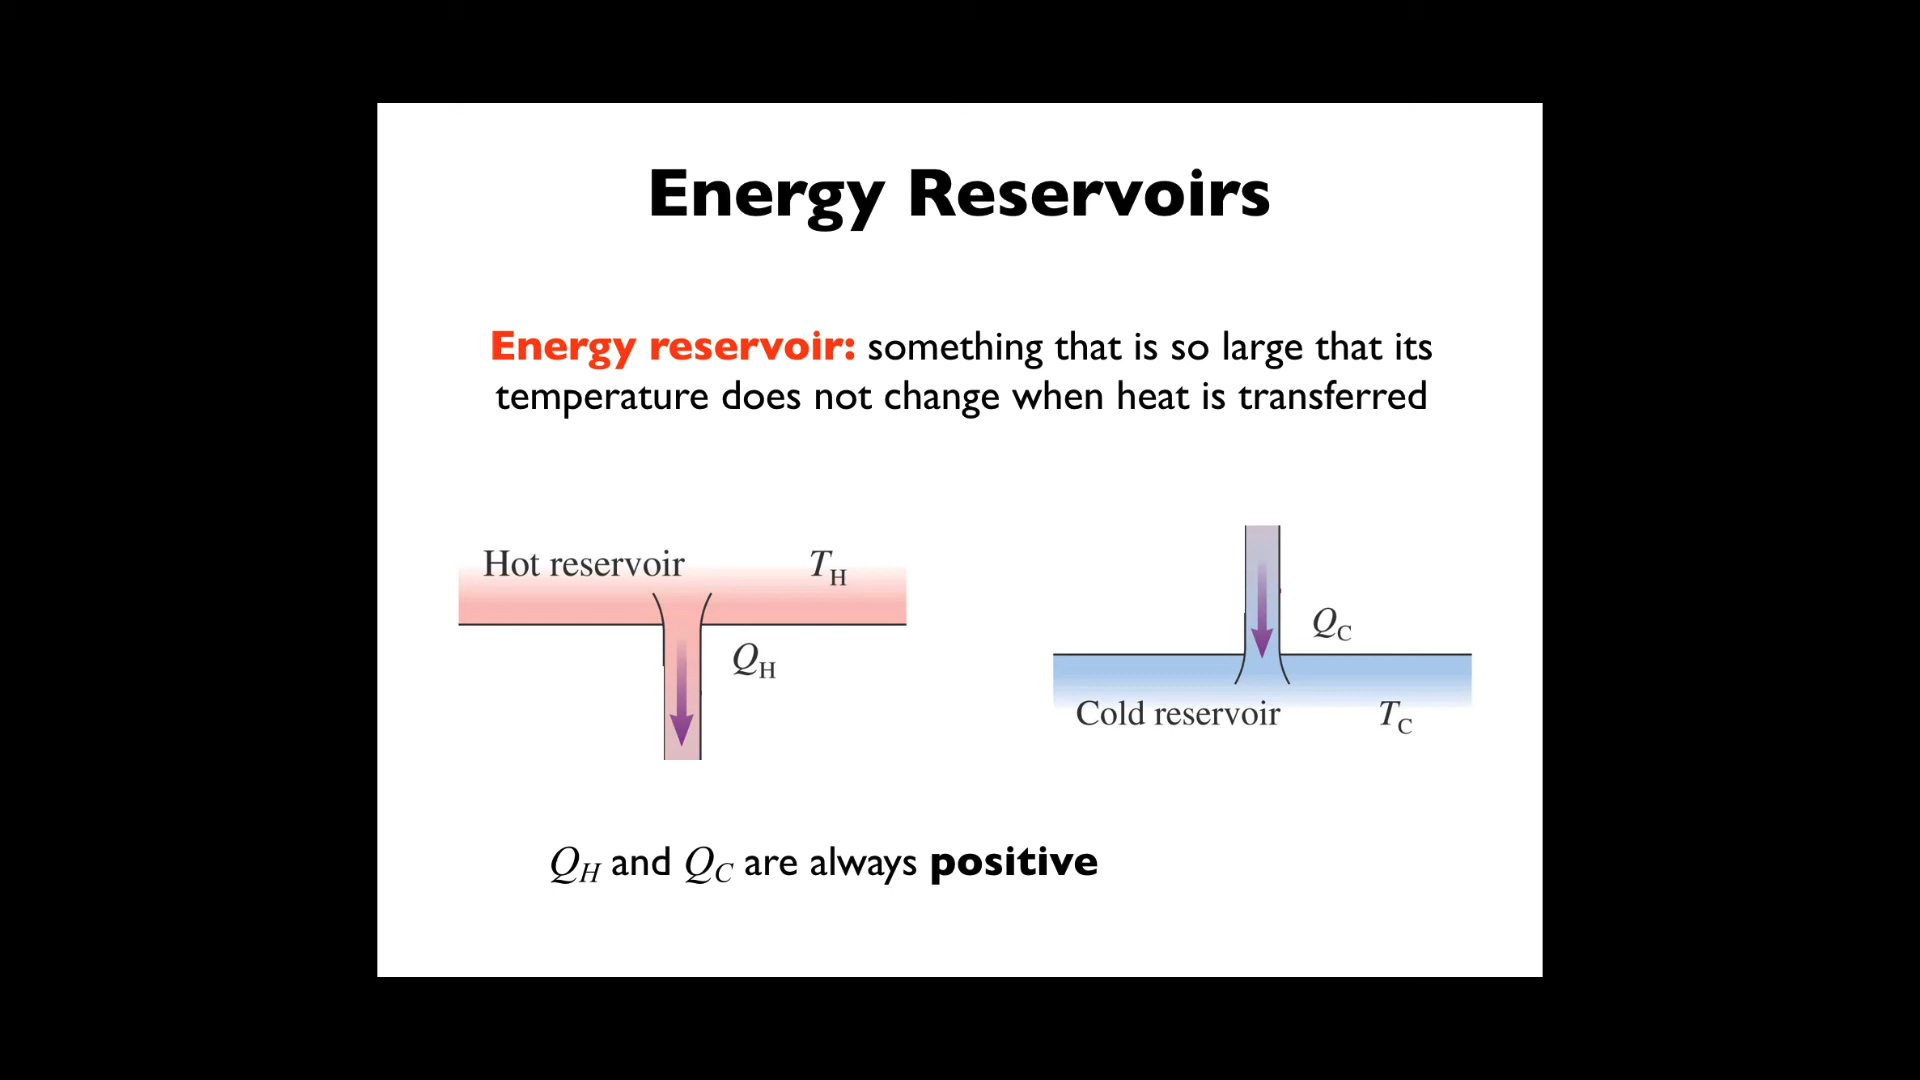 Energy Reservoirs
Energy reservoir: something that is so large that its
temperature does not change when heat is transferred
Hot reservoir T_H
Q_H
Q_C
Cold reservoir T_C
Q_H and Q_C are always positive